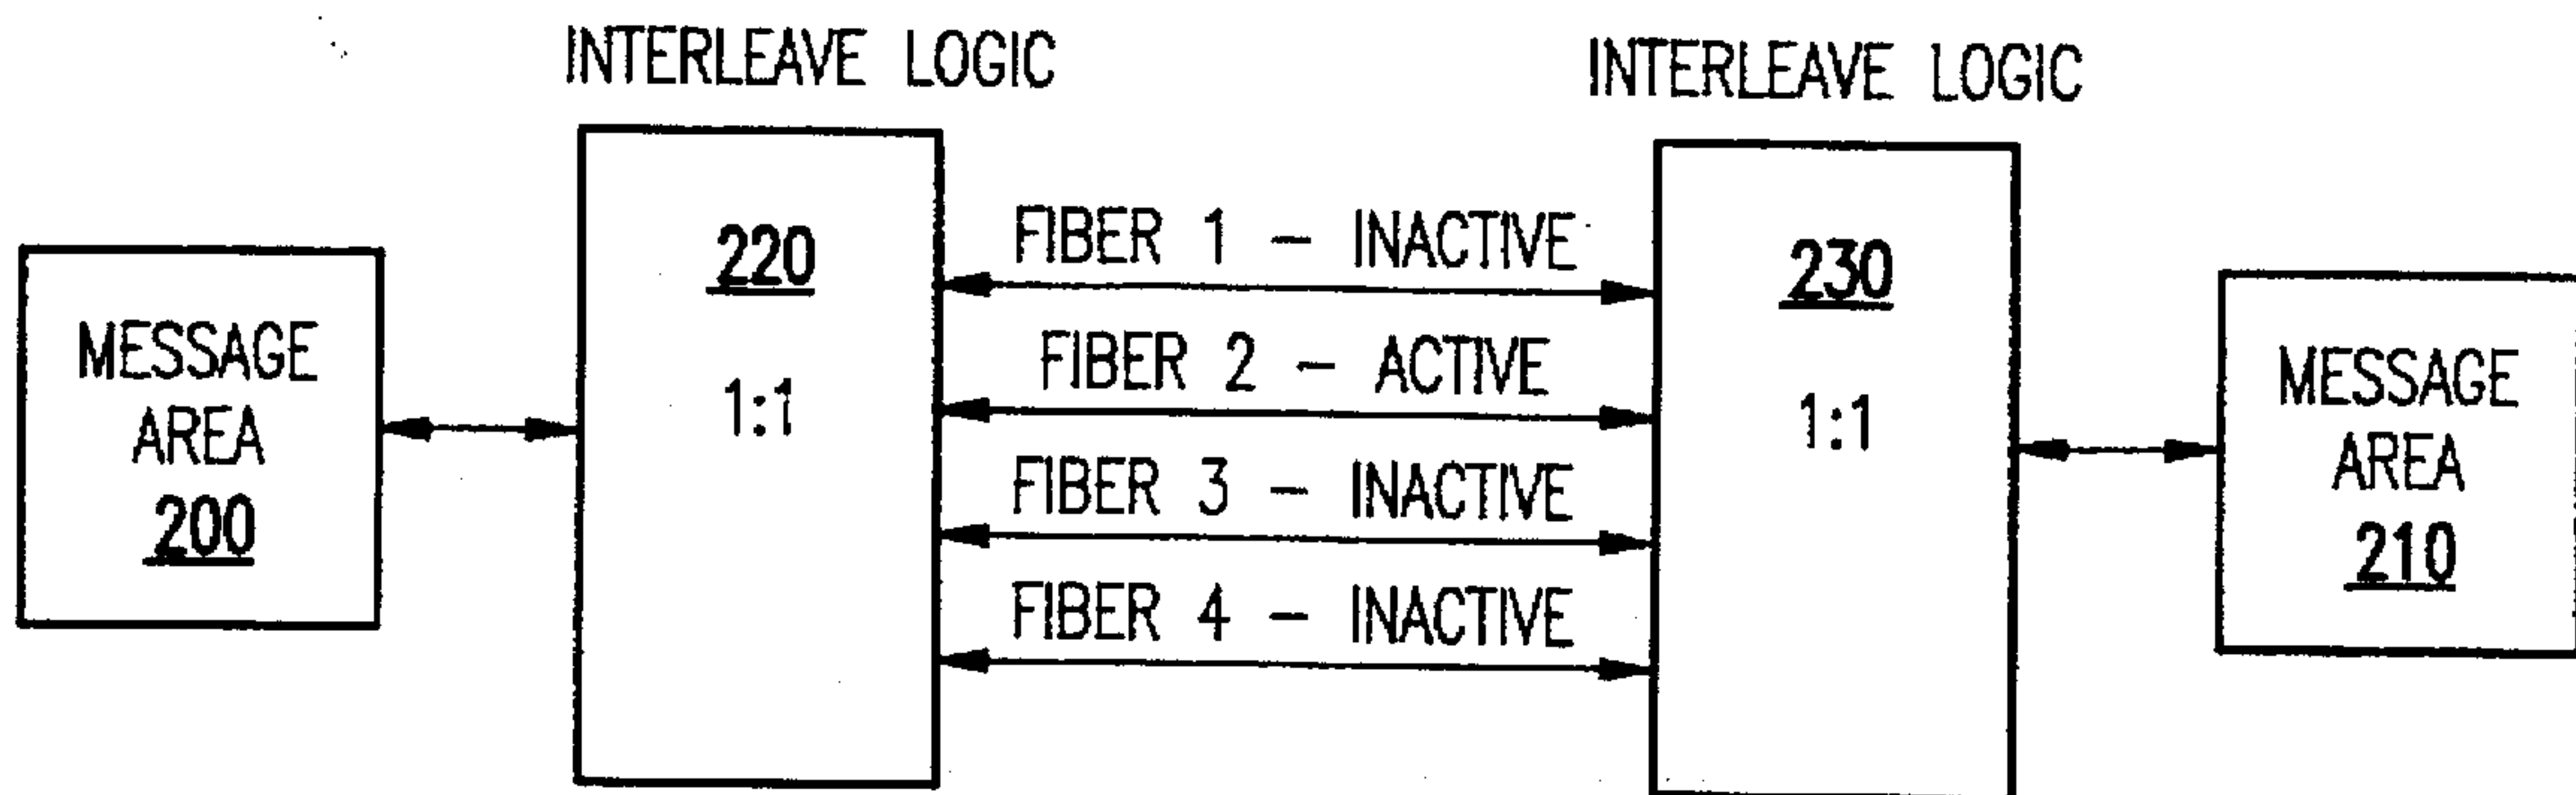 INTERLEAVE LOGIC
INTERLEAVE LOGIC
MESSAGE
AREA
200
220
1:1
FIBER 1 – INACTIVE
FIBER 2 – ACTIVE
FIBER 3 – INACTIVE
FIBER 4 – INACTIVE
230
1:1
MESSAGE
AREA
210